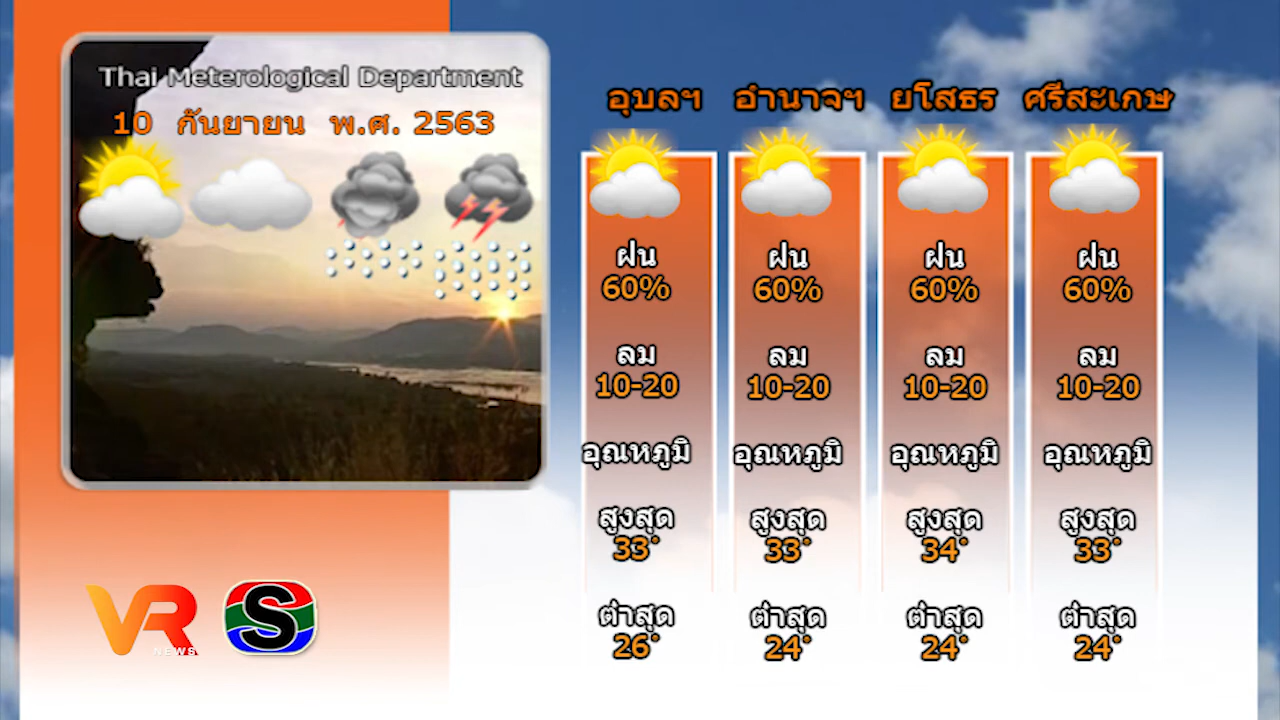 Thai Meterological Department
10 กันยายน พ.ศ. 2563
อุบลฯ อำนาจฯ ยโสธร ศรีสะเกษ
ฝน ฝน ฝน ฝน
60% 60% 60% 60%
ลม ลม ลม ลม
10-20 10-20 10-20 10-20
อุณหภูมิ อุณหภูมิ อุณหภูมิ อุณหภูมิ
สูงสุด สูงสุด สูงสุด สูงสุด
33° 33° 34° 33°
ต่ำสุด ต่ำสุด ต่ำสุด ต่ำสุด
26° 24° 24° 24°
VR S
NEWS